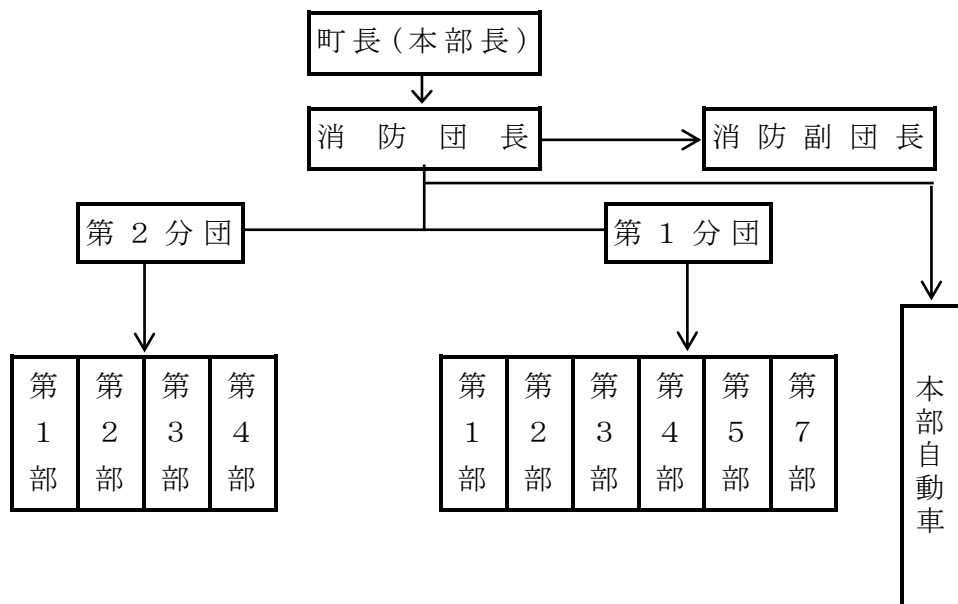 町長(本部長)
消防団長
消防副団長
第2分団
第1分団
第1部
第2部
第3部
第4部
第1部
第2部
第3部
第4部
第5部
第7部
本部自動車